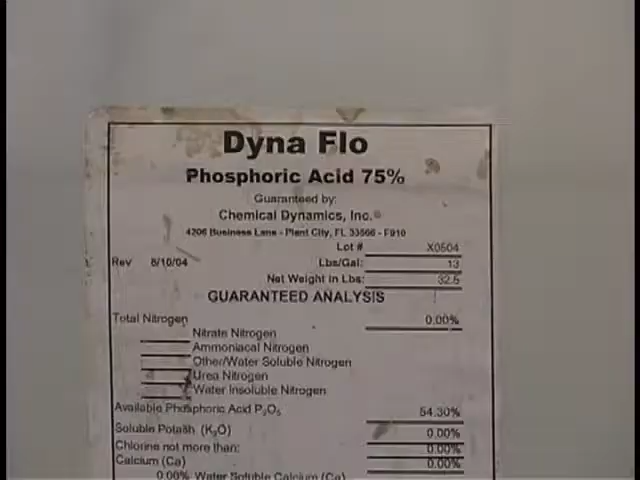 Dyna Flo
Phosphoric Acid 75%
Guaranteed by:
Chemical Dynamics, Inc.®
4206 Business Lane - Plant City, FL 33566 - F910
Lot # X0504
Rev 8/10/04 Lbs/Gal: 13
Net Weight in Lbs: 32.5
GUARANTEED ANALYSIS
Total Nitrogen 0.00%
Nitrate Nitrogen
Ammoniacal Nitrogen
Other/Water Soluble Nitrogen
Urea Nitrogen
Water Insoluble Nitrogen
Available Phosphoric Acid P₂O₅ 54.30%
Soluble Potash (K₂O) 0.00%
Chlorine not more than: 0.00%
Calcium (Ca) 0.00%
0.00% Water Soluble Calcium (Ca)